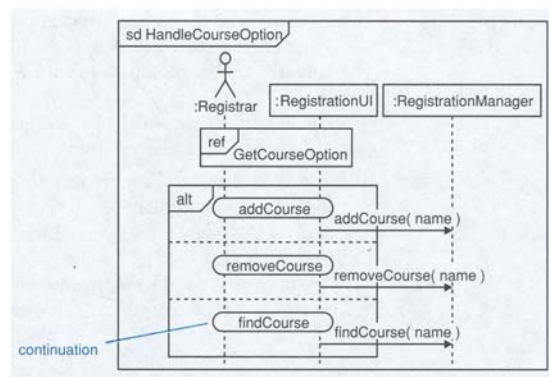 sd HandleCourseOption
:Registrar
:RegistrationUI
:RegistrationManager
ref
GetCourseOption
alt
addCourse
addCourse( name )
removeCourse
removeCourse( name )
findCourse
findCourse( name )
continuation